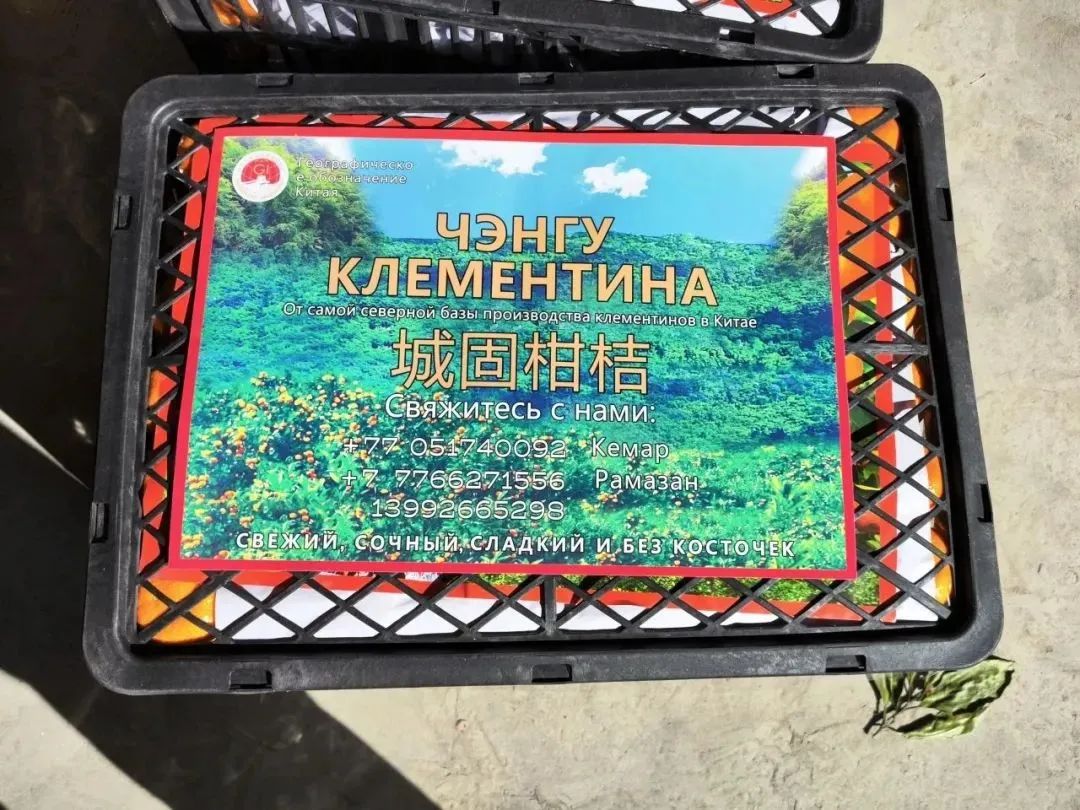 GI
Географическо
е обозначение
Китая
ЧЭНГУ
КЛЕМЕНТИНА
От самой северной базы производства клементинов в Китае
城固柑桔
Свяжитесь с нами:
+77 051740092 Кемар
+7 7766271556 Рамазан
13992665298
СВЕЖИЙ, СОЧНЫЙ, СЛАДКИЙ И БЕЗ КОСТОЧЕК